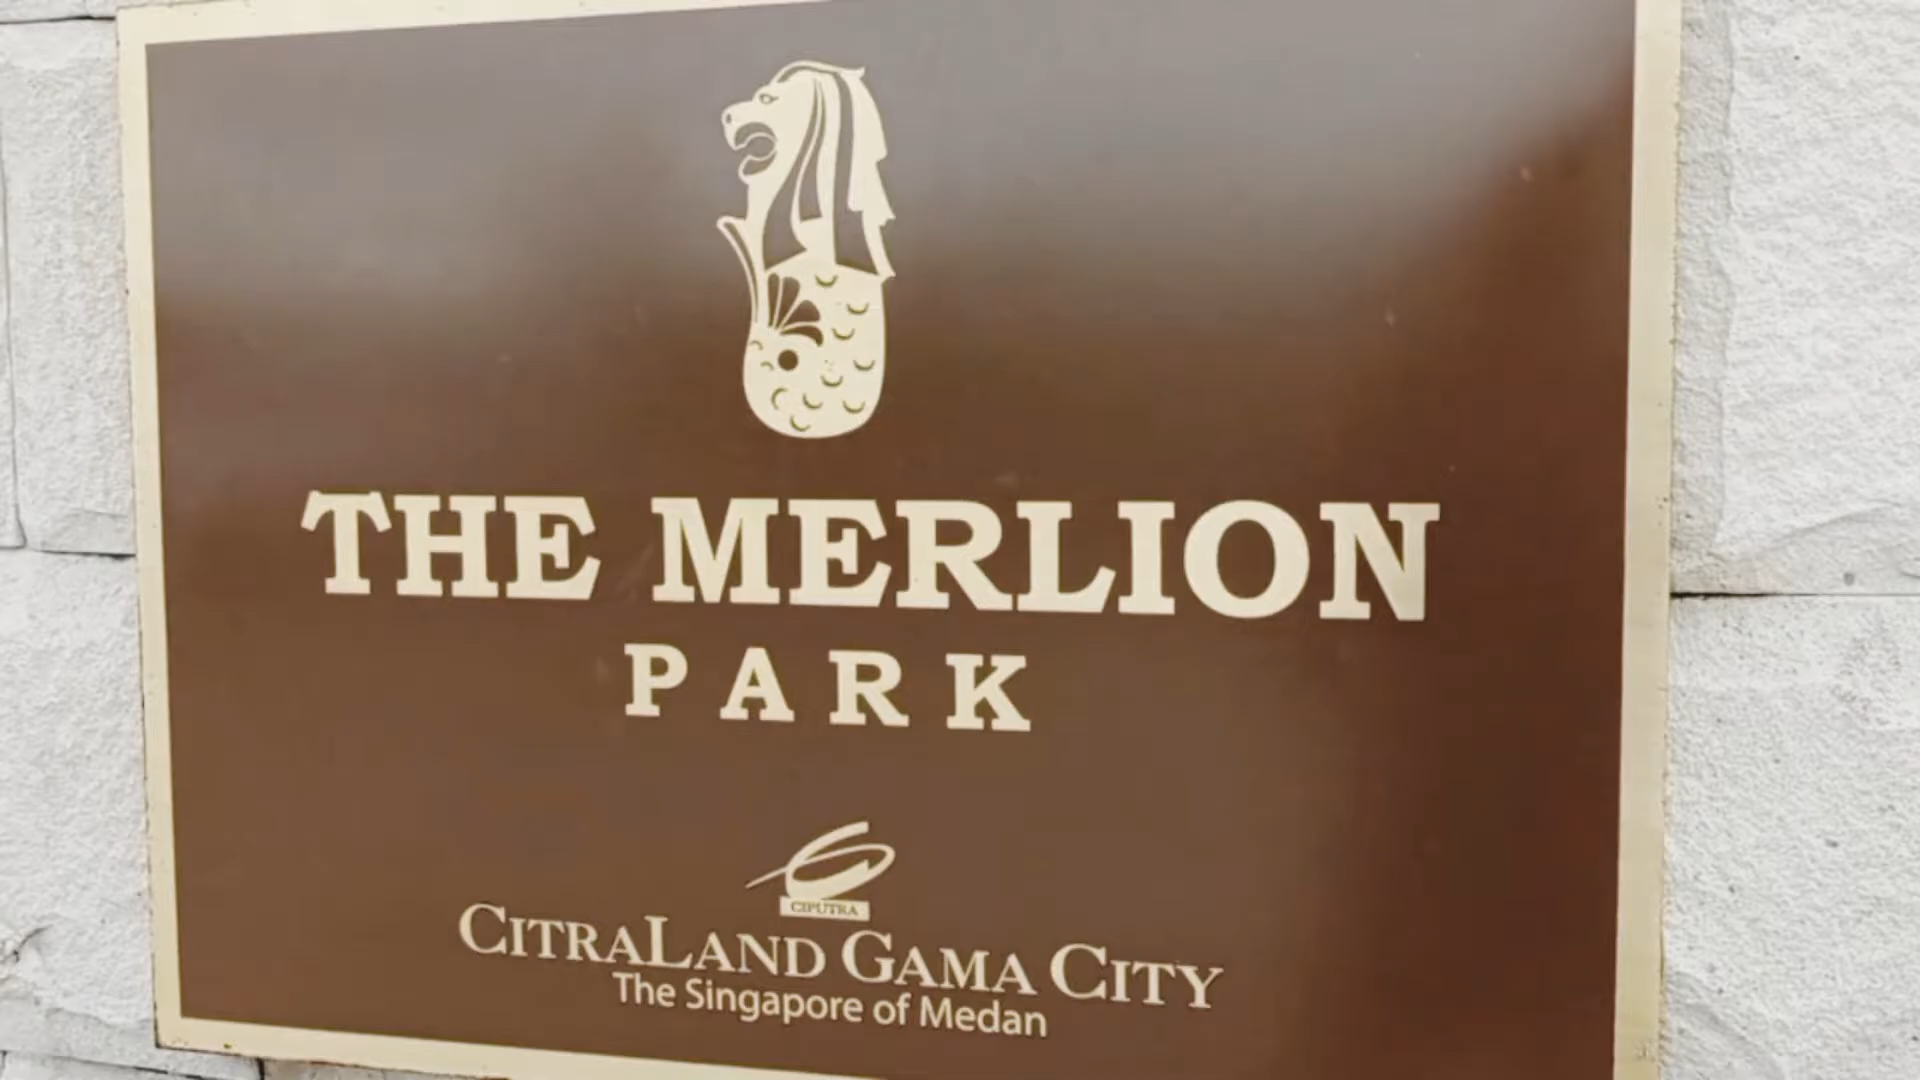 THE MERLION
PARK
CIPUTRA
CITRALAND GAMA CITY
The Singapore of Medan